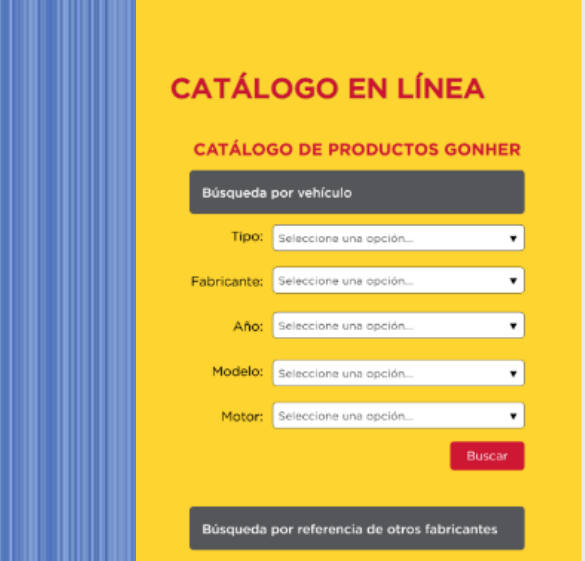 CATÁLOGO EN LÍNEA
CATÁLOGO DE PRODUCTOS GONHER
Búsqueda por vehículo
Tipo: Seleccione una opción...
Fabricante: Seleccione una opción...
Año: Seleccione una opción...
Modelo: Seleccione una opción...
Motor: Seleccione una opción...
Buscar
Búsqueda por referencia de otros fabricantes